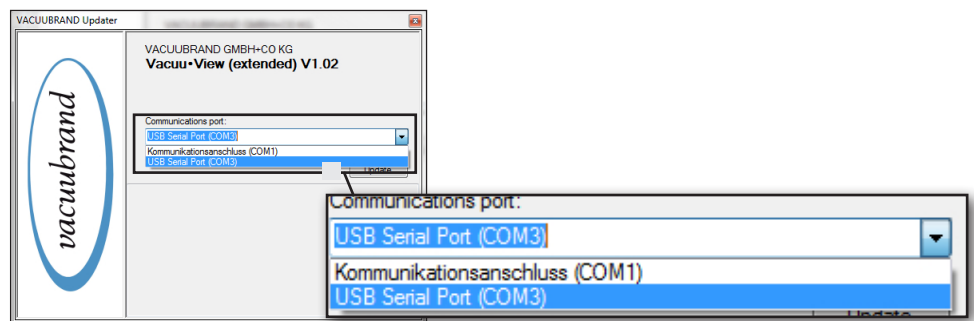 VACUUBRAND Updater
vacuubrand
VACUUBRAND GMBH+CO KG
Vacuu•View (extended) V1.02
Communications port:
USB Serial Port (COM3)
Kommunikationsanschluss (COM1)
USB Serial Port (COM3)
Update
Communications port:
USB Serial Port (COM3)
Kommunikationsanschluss (COM1)
USB Serial Port (COM3)
Update